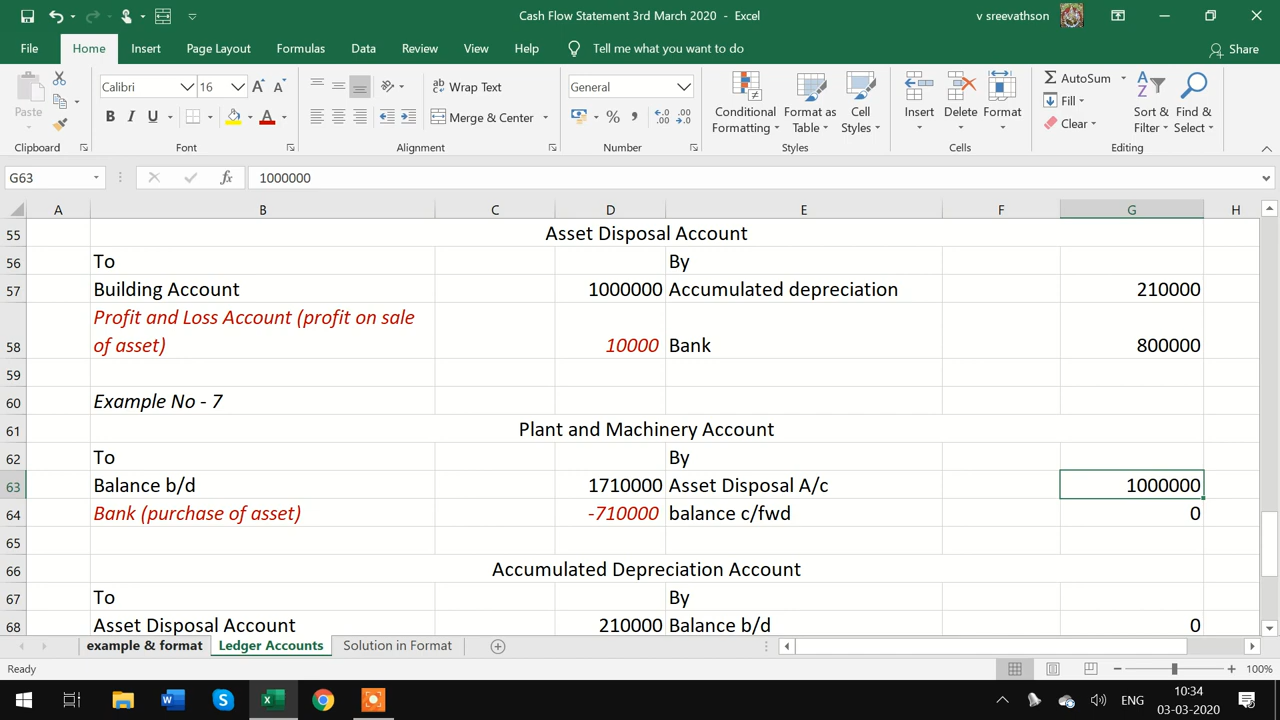 Cash Flow Statement 3rd March 2020 - Excel
v sreevathson
File Home Insert Page Layout Formulas Data Review View Help Tell me what you want to do Share
Paste
Clipboard
Calibri 16
B I U
Font
Wrap Text
Merge & Center
Alignment
General
Number
Conditional Formatting
Format as Table
Cell Styles
Styles
Insert Delete Format
Cells
AutoSum
Fill
Clear
Sort & Filter
Find & Select
Editing
G63 fx 1000000
A B C D E F G H
55 Asset Disposal Account
56 To By
57 Building Account 1000000 Accumulated depreciation 210000
Profit and Loss Account (profit on sale
58 of asset) 10000 Bank 800000
59
60 Example No - 7
61 Plant and Machinery Account
62 To By
63 Balance b/d 1710000 Asset Disposal A/c 1000000
64 Bank (purchase of asset) -710000 balance c/fwd 0
65
66 Accumulated Depreciation Account
67 To By
68 Asset Disposal Account 210000 Balance b/d 0
example & format Ledger Accounts Solution in Format
Ready 100%
ENG 10:34
03-03-2020